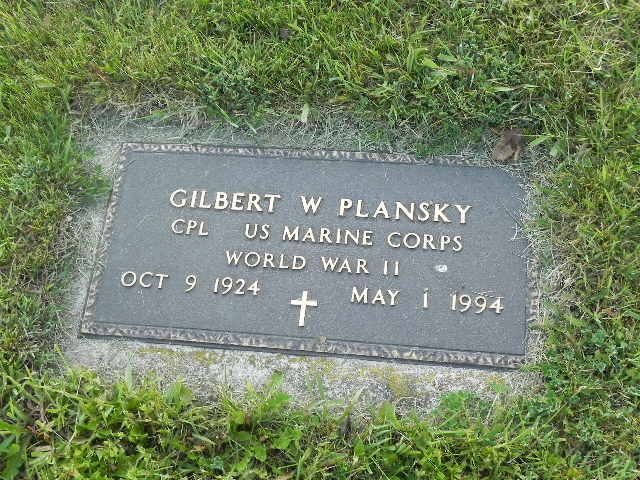 GILBERT W PLANSKY
CPL US MARINE CORPS
WORLD WAR II
OCT 9 1924 MAY 1 1994